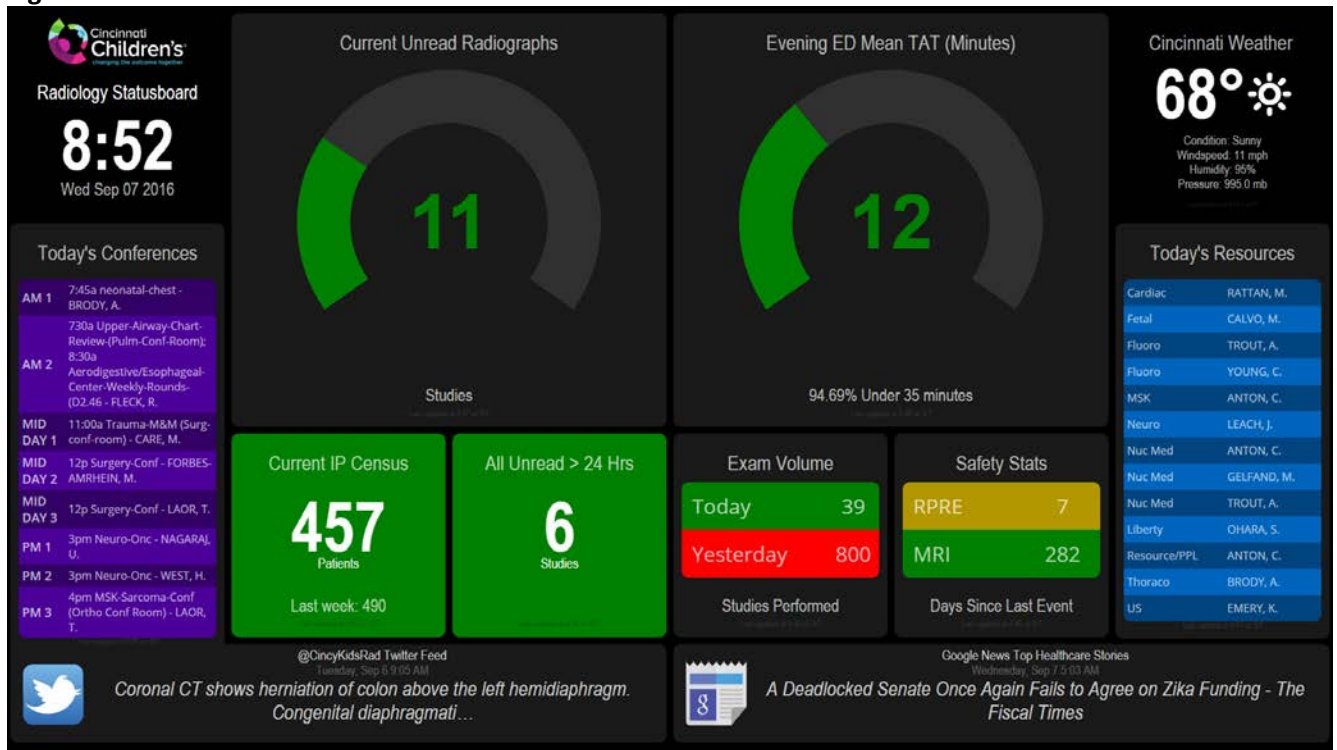 Cincinnati
Children's
changing the outcome together
Radiology Statusboard
8:52
Wed Sep 07 2016
Current Unread Radiographs
11
Studies
Evening ED Mean TAT (Minutes)
12
94.69% Under 35 minutes
Cincinnati Weather
68°
Condition: Sunny
Windspeed: 11 mph
Humidity: 95%
Pressure: 995.0 mb
Today's Conferences
AM 1
7:45a neonatal-chest -
BRODY, A.
AM 2
730a Upper-Airway-Chart-
Review-(Pulm-Conf-Room);
8:30a
Aerodigestive/Esophageal-
Center-Weekly-Rounds-
(D2.46 - FLECK, R.
MID
DAY 1
11:00a Trauma-M&M (Surg-
conf-room) - CARE, M.
MID
DAY 2
12p Surgery-Conf - FORBES-
AMRHEIN, M.
MID
DAY 3
12p Surgery-Conf - LAOR, T.
PM 1
3pm Neuro-Onc - NAGARAJ,
U.
PM 2
3pm Neuro-Onc - WEST, H.
PM 3
4pm MSK-Sarcoma-Conf
(Ortho Conf Room) - LAOR,
T.
Current IP Census
457
Patients
Last week: 490
All Unread > 24 Hrs
6
Studies
Exam Volume
Today 39
Yesterday 800
Studies Performed
Safety Stats
RPRE 7
MRI 282
Days Since Last Event
Today's Resources
Cardiac RATTAN, M.
Fetal CALVO, M.
Fluoro TROUT, A.
Fluoro YOUNG, C.
MSK ANTON, C.
Neuro LEACH, J.
Nuc Med ANTON, C.
Nuc Med GELFAND, M.
Nuc Med TROUT, A.
Liberty OHARA, S.
Resource/PPL ANTON, C.
Thoraco BRODY, A.
US EMERY, K.
@CincyKidsRad Twitter Feed
Tuesday, Sep 6 9:05 AM
Coronal CT shows herniation of colon above the left hemidiaphragm.
Congenital diaphragmati…
Google News Top Healthcare Stories
Wednesday, Sep 7 5:03 AM
8
A Deadlocked Senate Once Again Fails to Agree on Zika Funding - The
Fiscal Times